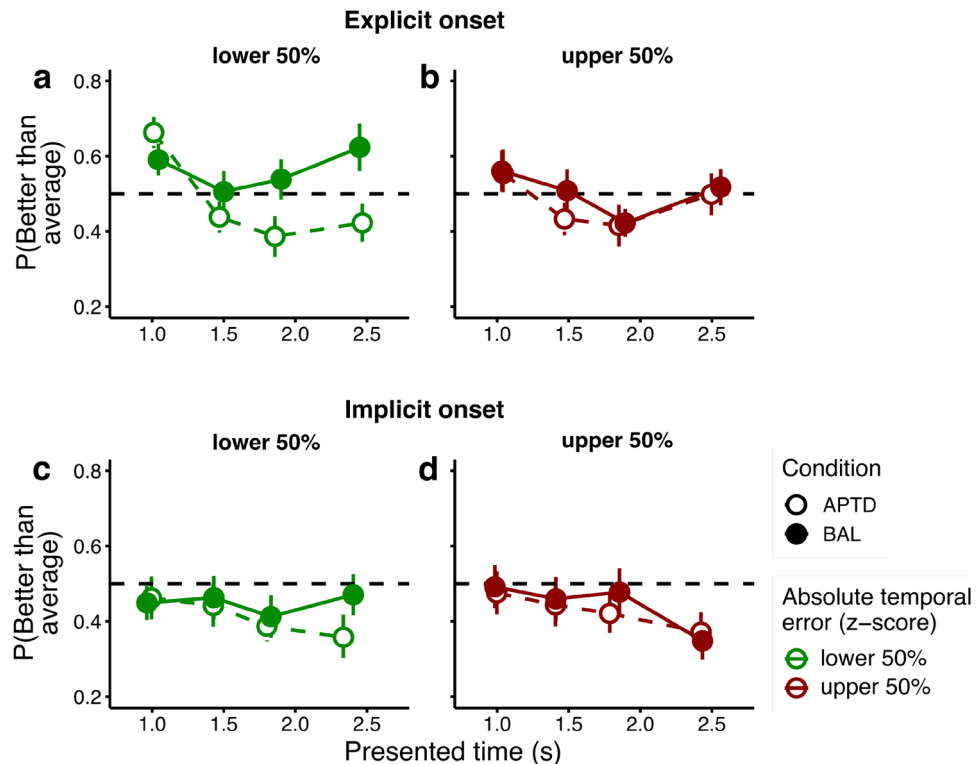 Explicit onset
lower 50%
upper 50%
a
b
P(Better than
average)
0.8
0.6
0.4
0.2
1.0 1.5 2.0 2.5
1.0 1.5 2.0 2.5
Implicit onset
lower 50%
upper 50%
c
d
P(Better than
average)
0.8
0.6
0.4
0.2
1.0 1.5 2.0 2.5
1.0 1.5 2.0 2.5
Presented time (s)
Condition
APTD
BAL
Absolute temporal
error (z−score)
lower 50%
upper 50%